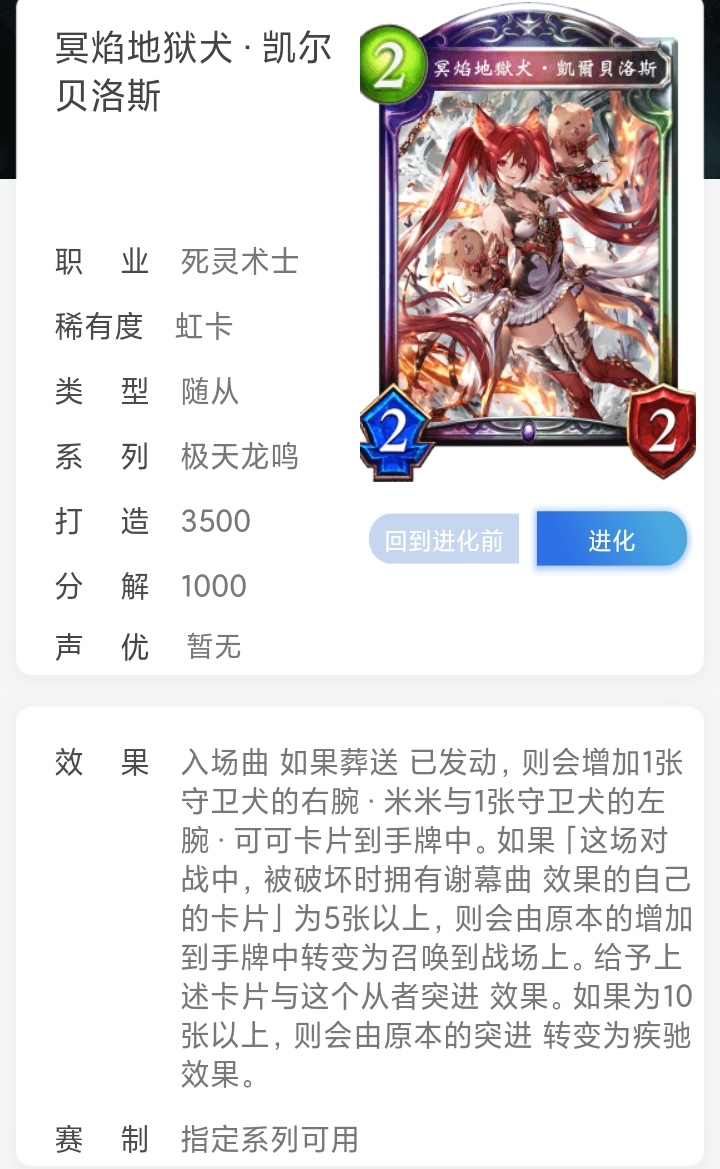 冥焰地狱犬·凯尔
贝洛斯
2
冥焰地獄犬·凱爾貝洛斯
职业 死灵术士
稀有度 虹卡
类型 随从
系列 极天龙鸣
2
2
打造 3500
回到进化前
进化
分解 1000
声优 暂无
效果 入场曲 如果葬送 已发动，则会增加1张
守卫犬的右腕·米米与1张守卫犬的左
腕·可可卡片到手牌中。如果「这场对
战中，被破坏时拥有谢幕曲 效果的自己
的卡片」为5张以上，则会由原本的增加
到手牌中转变为召唤到战场上。给予上
述卡片与这个从者突进 效果。如果为10
张以上，则会由原本的突进 转变为疾驰
效果。
赛制 指定系列可用